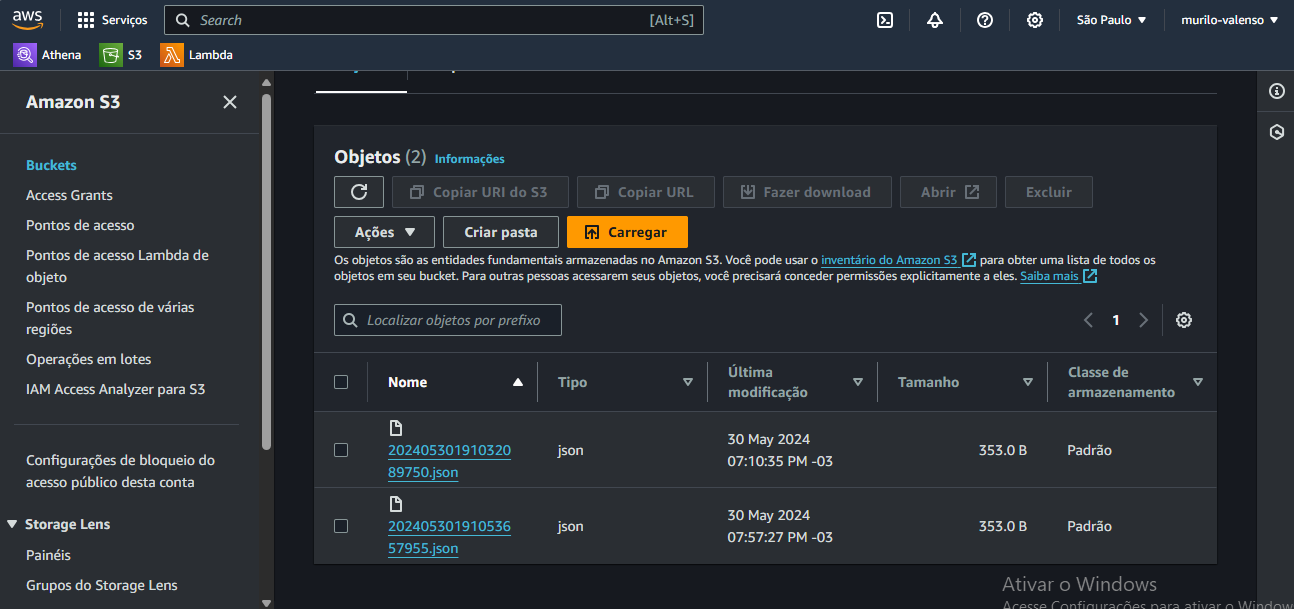 aws
Serviços
Search
[Alt+S]
São Paulo
murilo-valenso
Athena
S3
Lambda
Amazon S3
Buckets
Access Grants
Pontos de acesso
Pontos de acesso Lambda de
objeto
Pontos de acesso de várias
regiões
Operações em lotes
IAM Access Analyzer para S3
Configurações de bloqueio do
acesso público desta conta
Storage Lens
Painéis
Grupos do Storage Lens
Objetos (2) Informações
Copiar URI do S3
Copiar URL
Fazer download
Abrir
Excluir
Ações
Criar pasta
Carregar
Os objetos são as entidades fundamentais armazenadas no Amazon S3. Você pode usar o inventário do Amazon S3 para obter uma lista de todos os
objetos em seu bucket. Para outras pessoas acessarem seus objetos, você precisará conceder permissões explicitamente a eles. Saiba mais
Localizar objetos por prefixo
1
Nome
Tipo
Última
modificação
Tamanho
Classe de
armazenamento
202405301910320
89750.json
json
30 May 2024
07:10:35 PM -03
353.0 B
Padrão
202405301910536
57955.json
json
30 May 2024
07:57:27 PM -03
353.0 B
Padrão
Ativar o Windows
Acesse Configurações para ativar o Windows